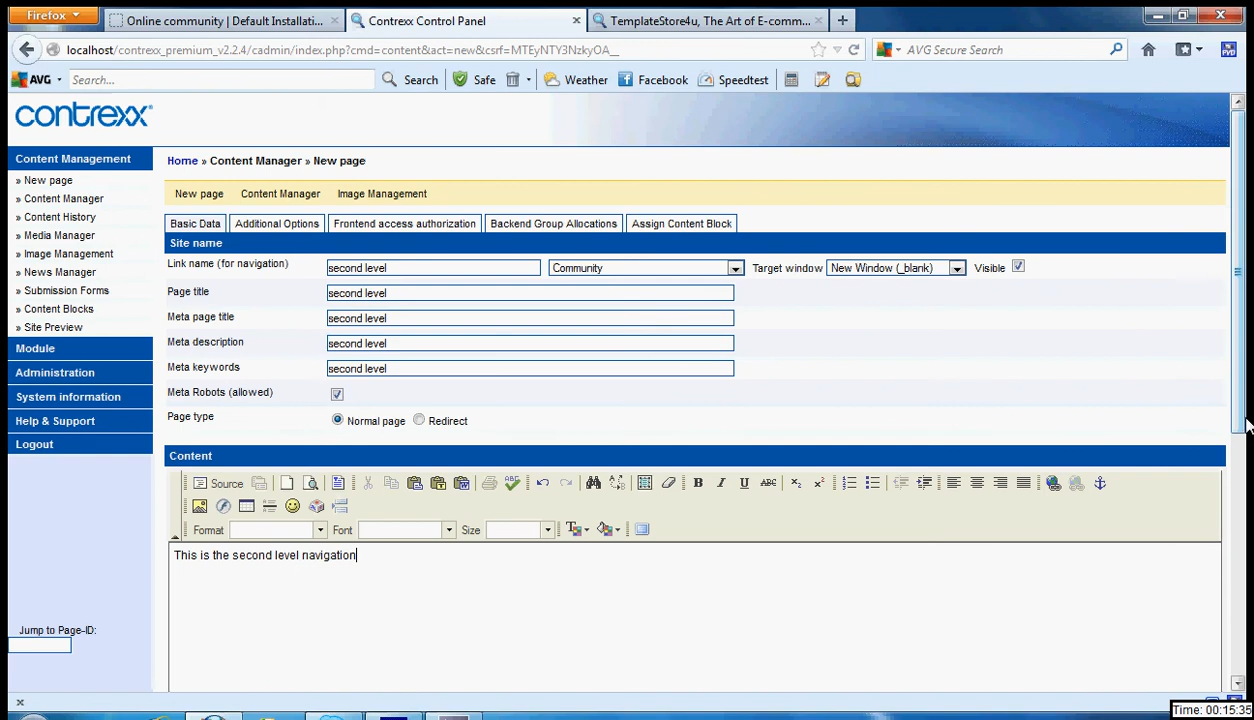 Firefox
Online community | Default Installati...
Contrexx Control Panel
TemplateStore4u, The Art of E-comm...
localhost/contrexx_premium_v2.2.4/cadmin/index.php?cmd=content&act=new&csrf=MTEyNTY3NzkyOA__
AVG Secure Search
AVG Search... Search Safe Weather Facebook Speedtest
contrexx
Content Management
» New page
» Content Manager
» Content History
» Media Manager
» Image Management
» News Manager
» Submission Forms
» Content Blocks
» Site Preview
Module
Administration
System information
Help & Support
Logout
Jump to Page-ID:
Home » Content Manager » New page
New page Content Manager Image Management
Basic Data Additional Options Frontend access authorization Backend Group Allocations Assign Content Block
Site name
Link name (for navigation) second level Community Target window New Window (_blank) Visible
Page title second level
Meta page title second level
Meta description second level
Meta keywords second level
Meta Robots (allowed)
Page type Normal page Redirect
Content
Source B I U ABC x₂ x²
Format Font Size
This is the second level navigation
Time: 00:15:35